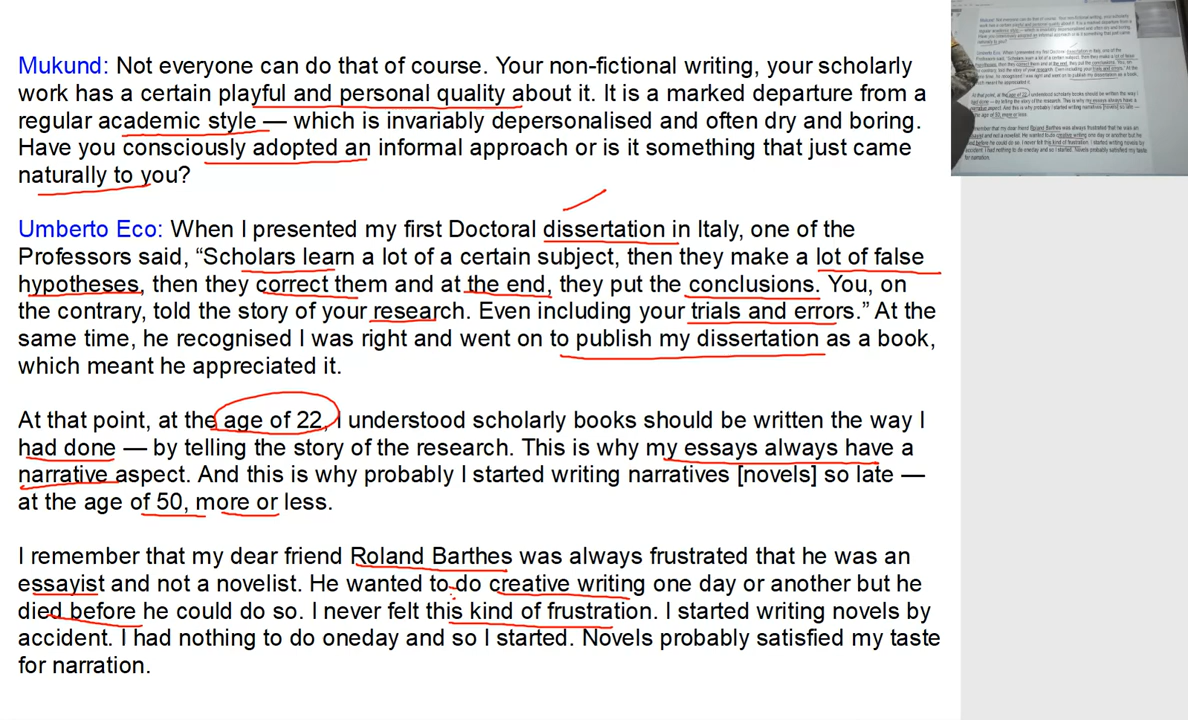 Mukund: Not everyone can do that of course. Your non-fictional writing, your scholarly
work has a certain playful and personal quality about it. It is a marked departure from a
regular academic style — which is invariably depersonalised and often dry and boring.
Have you consciously adopted an informal approach or is it something that just came
naturally to you?
Umberto Eco: When I presented my first Doctoral dissertation in Italy, one of the
Professors said, “Scholars learn a lot of a certain subject, then they make a lot of false
hypotheses, then they correct them and at the end, they put the conclusions. You, on
the contrary, told the story of your research. Even including your trials and errors.” At the
same time, he recognised I was right and went on to publish my dissertation as a book,
which meant he appreciated it.
At that point, at the age of 22, I understood scholarly books should be written the way I
had done — by telling the story of the research. This is why my essays always have a
narrative aspect. And this is why probably I started writing narratives [novels] so late —
at the age of 50, more or less.
I remember that my dear friend Roland Barthes was always frustrated that he was an
essayist and not a novelist. He wanted to do creative writing one day or another but he
died before he could do so. I never felt this kind of frustration. I started writing novels by
accident. I had nothing to do oneday and so I started. Novels probably satisfied my taste
for narration.